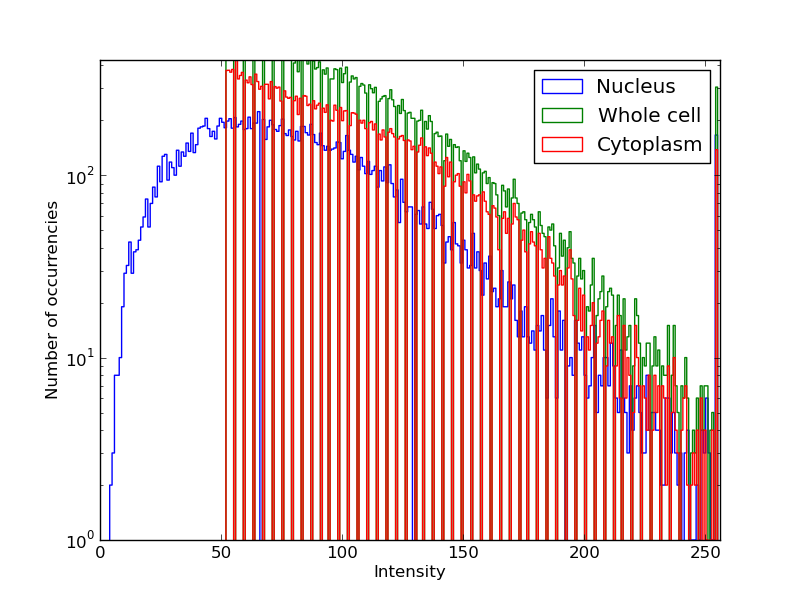 Nucleus
Whole cell
Cytoplasm
Number of occurrencies
10^2
10^1
10^0
0 50 100 150 200 250
Intensity